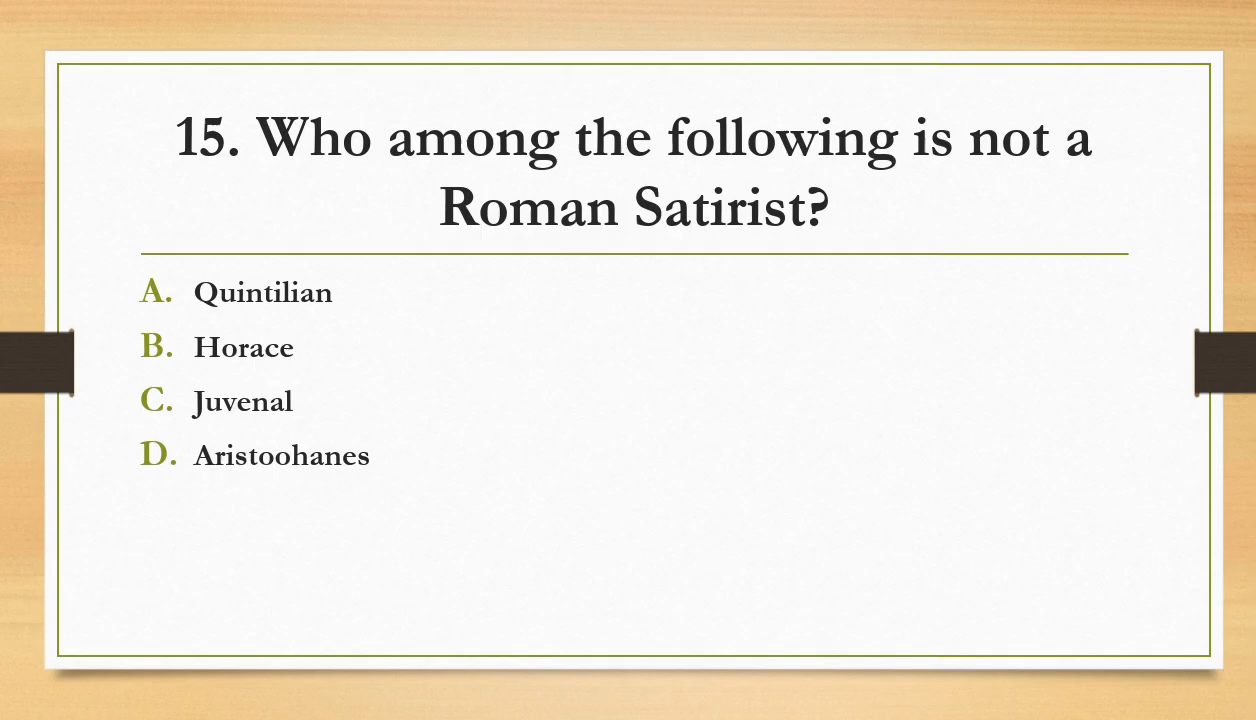 15. Who among the following is not a
Roman Satirist?
A. Quintilian
B. Horace
C. Juvenal
D. Aristoohanes